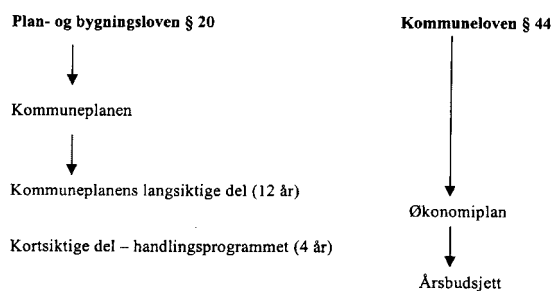 Plan- og bygningsloven § 20
Kommuneloven § 44
Kommuneplanen
Kommuneplanens langsiktige del (12 år)
Økonomiplan
Kortsiktige del – handlingsprogrammet (4 år)
Årsbudsjett